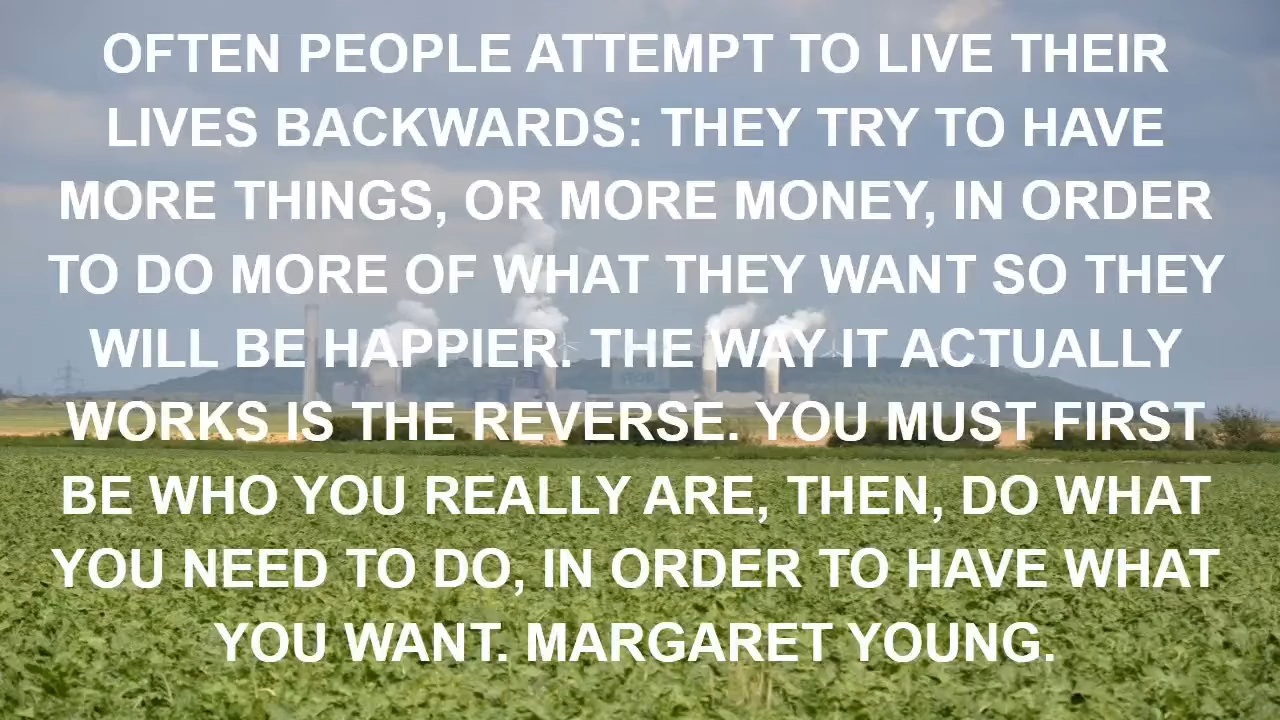 OFTEN PEOPLE ATTEMPT TO LIVE THEIR
LIVES BACKWARDS: THEY TRY TO HAVE
MORE THINGS, OR MORE MONEY, IN ORDER
TO DO MORE OF WHAT THEY WANT SO THEY
WILL BE HAPPIER. THE WAY IT ACTUALLY
WORKS IS THE REVERSE. YOU MUST FIRST
BE WHO YOU REALLY ARE, THEN, DO WHAT
YOU NEED TO DO, IN ORDER TO HAVE WHAT
YOU WANT. MARGARET YOUNG.